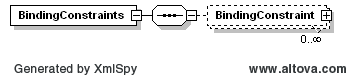 BindingConstraints
BindingConstraint
0..∞
Generated by XmlSpy
www.altova.com